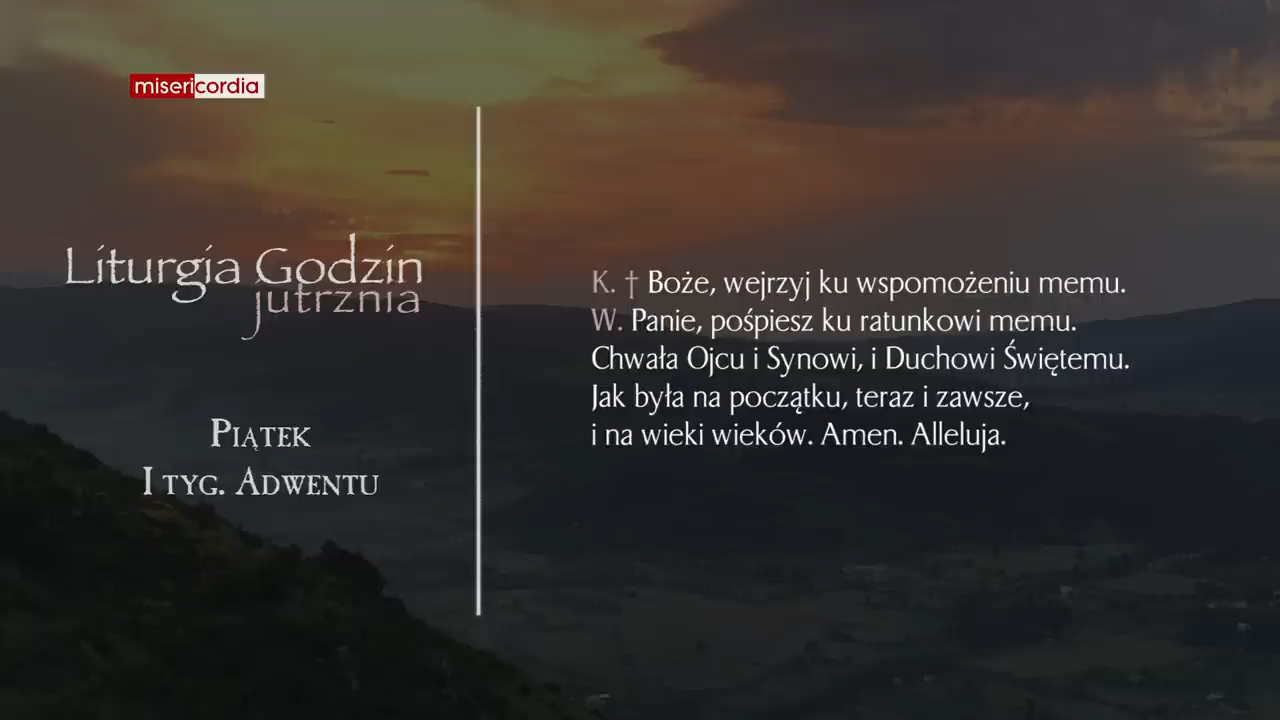 misericordia
Liturgia Godzin
jutrznia
Piątek
I tyg. Adwentu
K. † Boże, wejrzyj ku wspomożeniu memu.
W. Panie, pośpiesz ku ratunkowi memu.
Chwała Ojcu i Synowi, i Duchowi Świętemu.
Jak była na początku, teraz i zawsze,
i na wieki wieków. Amen. Alleluja.